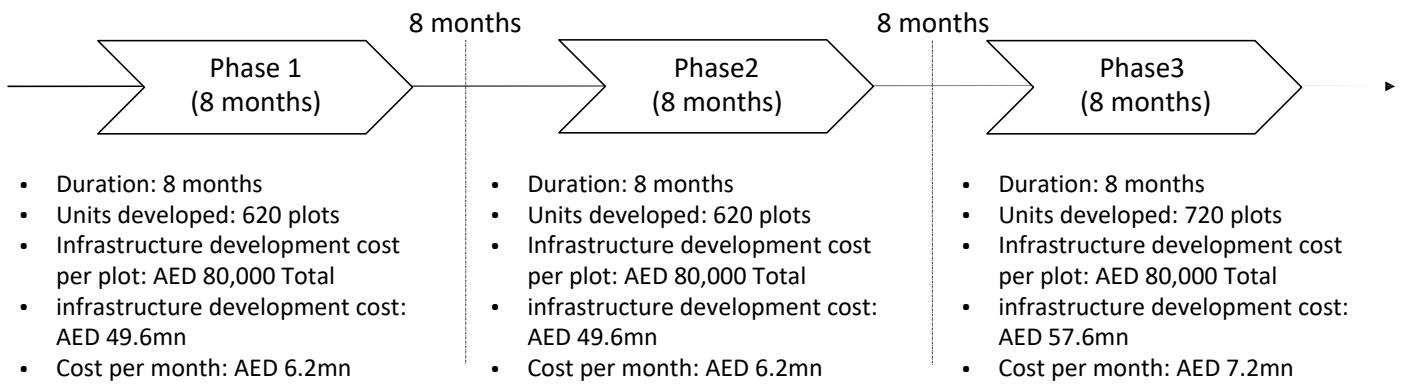 8 months
8 months
Phase 1
(8 months)
Phase2
(8 months)
Phase3
(8 months)
• Duration: 8 months
• Units developed: 620 plots
• Infrastructure development cost
per plot: AED 80,000 Total
• infrastructure development cost:
AED 49.6mn
• Cost per month: AED 6.2mn
• Duration: 8 months
• Units developed: 620 plots
• Infrastructure development cost
per plot: AED 80,000 Total
• infrastructure development cost:
AED 49.6mn
• Cost per month: AED 6.2mn
• Duration: 8 months
• Units developed: 720 plots
• Infrastructure development cost
per plot: AED 80,000 Total
• infrastructure development cost:
AED 57.6mn
• Cost per month: AED 7.2mn